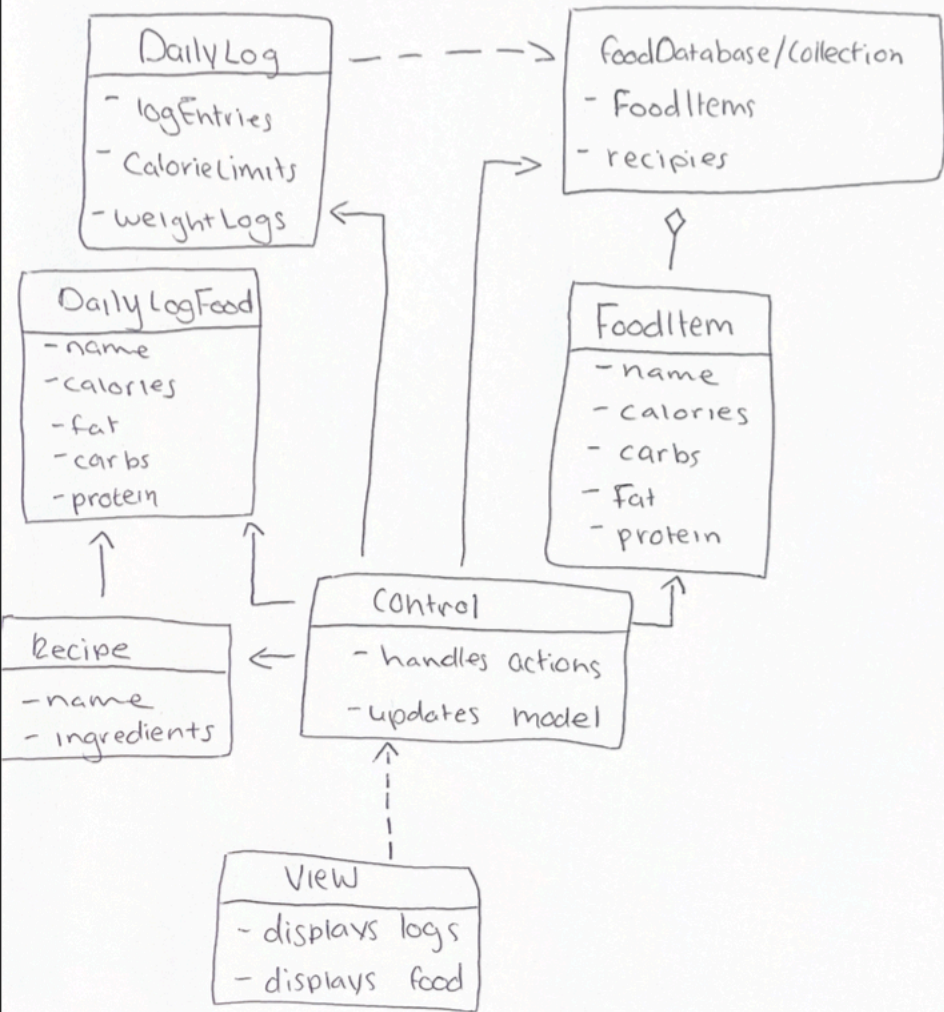 DailyLog
- logEntries
- CalorieLimits
- weightLogs
foodDatabase/Collection
- FoodItems
- recipies
DailyLogFood
- name
- calories
- fat
- carbs
- protein
FoodItem
- name
- calories
- carbs
- Fat
- protein
Recipe
- name
- ingredients
Control
- handles actions
- updates model
View
- displays logs
- displays food